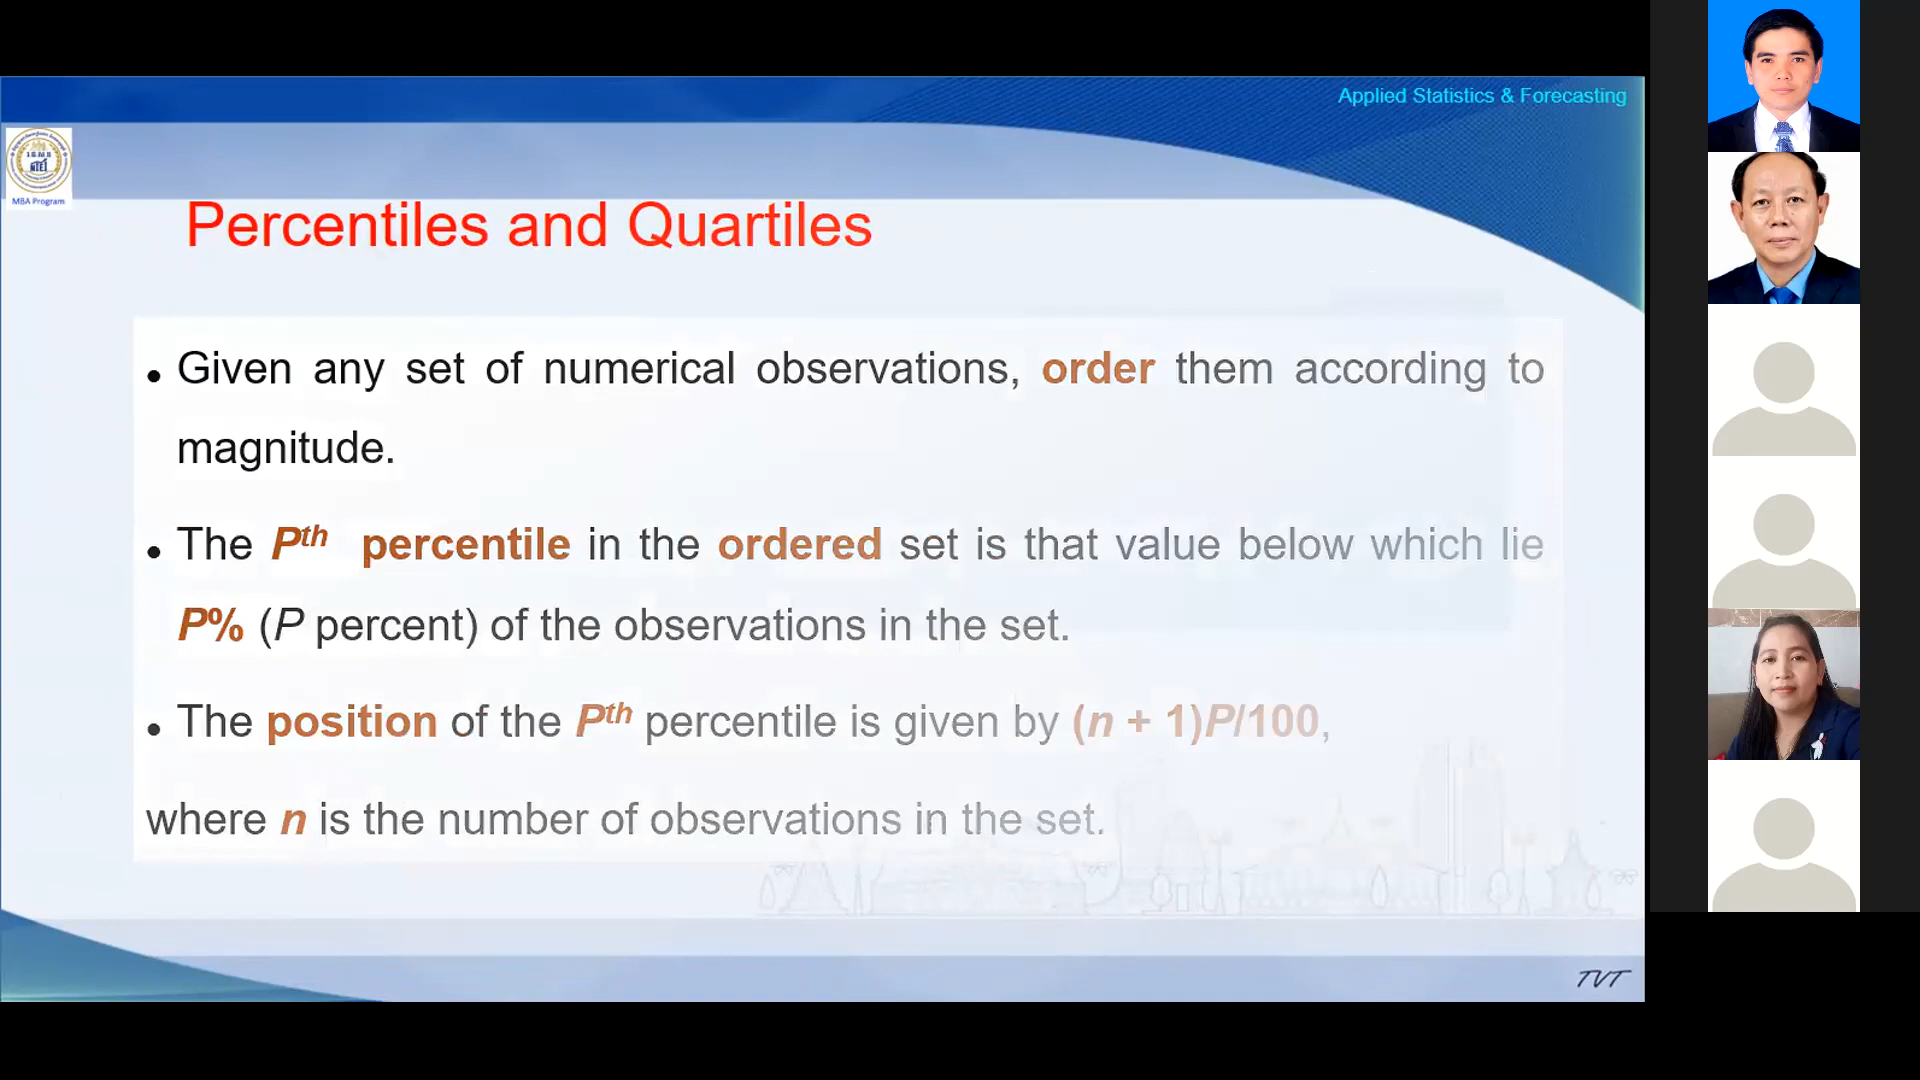 Applied Statistics & Forecasting
MBA Program
Percentiles and Quartiles
• Given any set of numerical observations, order them according to
magnitude.
• The Pth percentile in the ordered set is that value below which lie
P% (P percent) of the observations in the set.
• The position of the Pth percentile is given by (n + 1)P/100,
where n is the number of observations in the set.
TVT